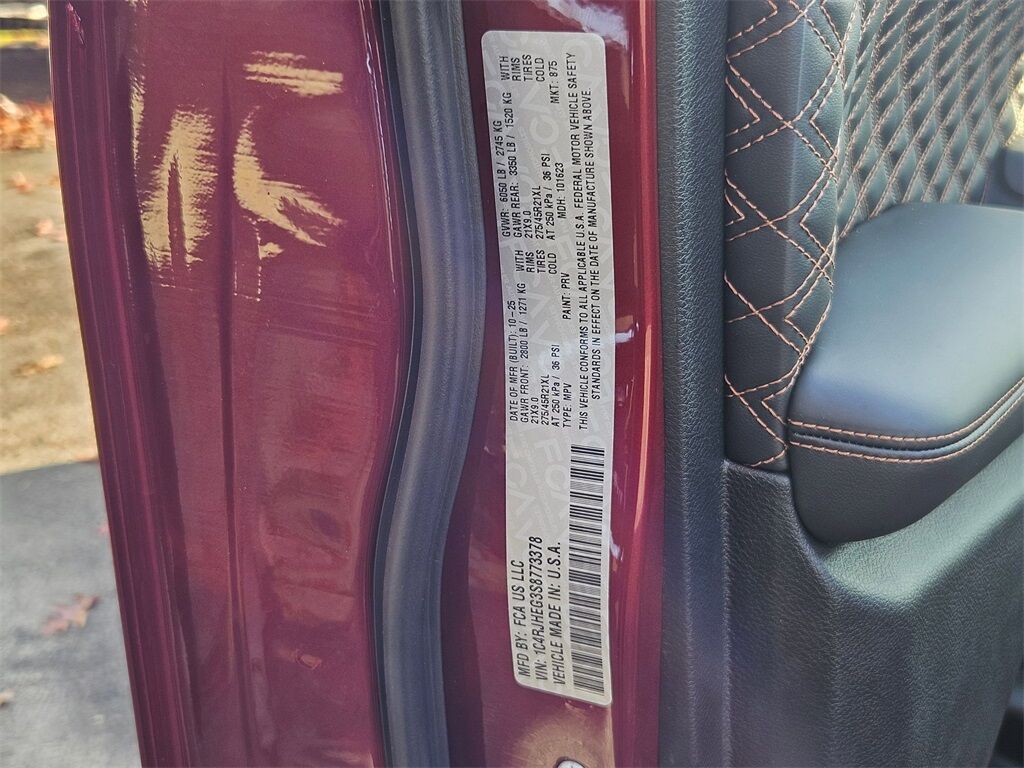 MFD BY: FCA US LLC
VIN: 1C4RJHEG3S8773378
VEHICLE MADE IN: U.S.A.
DATE OF MFR (BUILT): 10-25 GVWR: 6050 LB / 2745 KG
GAWR FRONT: 2800 LB / 1271 KG WITH GAWR REAR: 3350 LB / 1520 KG WITH
21X9.0 RIMS 21X9.0 RIMS
275/45R21XL TIRES 275/45R21XL TIRES
AT 250 kPa / 36 PSI COLD AT 250 kPa / 36 PSI COLD
TYPE: MPV PAINT: PRV MDH: 101623 MKT: 875
THIS VEHICLE CONFORMS TO ALL APPLICABLE U.S.A. FEDERAL MOTOR VEHICLE SAFETY
STANDARDS IN EFFECT ON THE DATE OF MANUFACTURE SHOWN ABOVE.